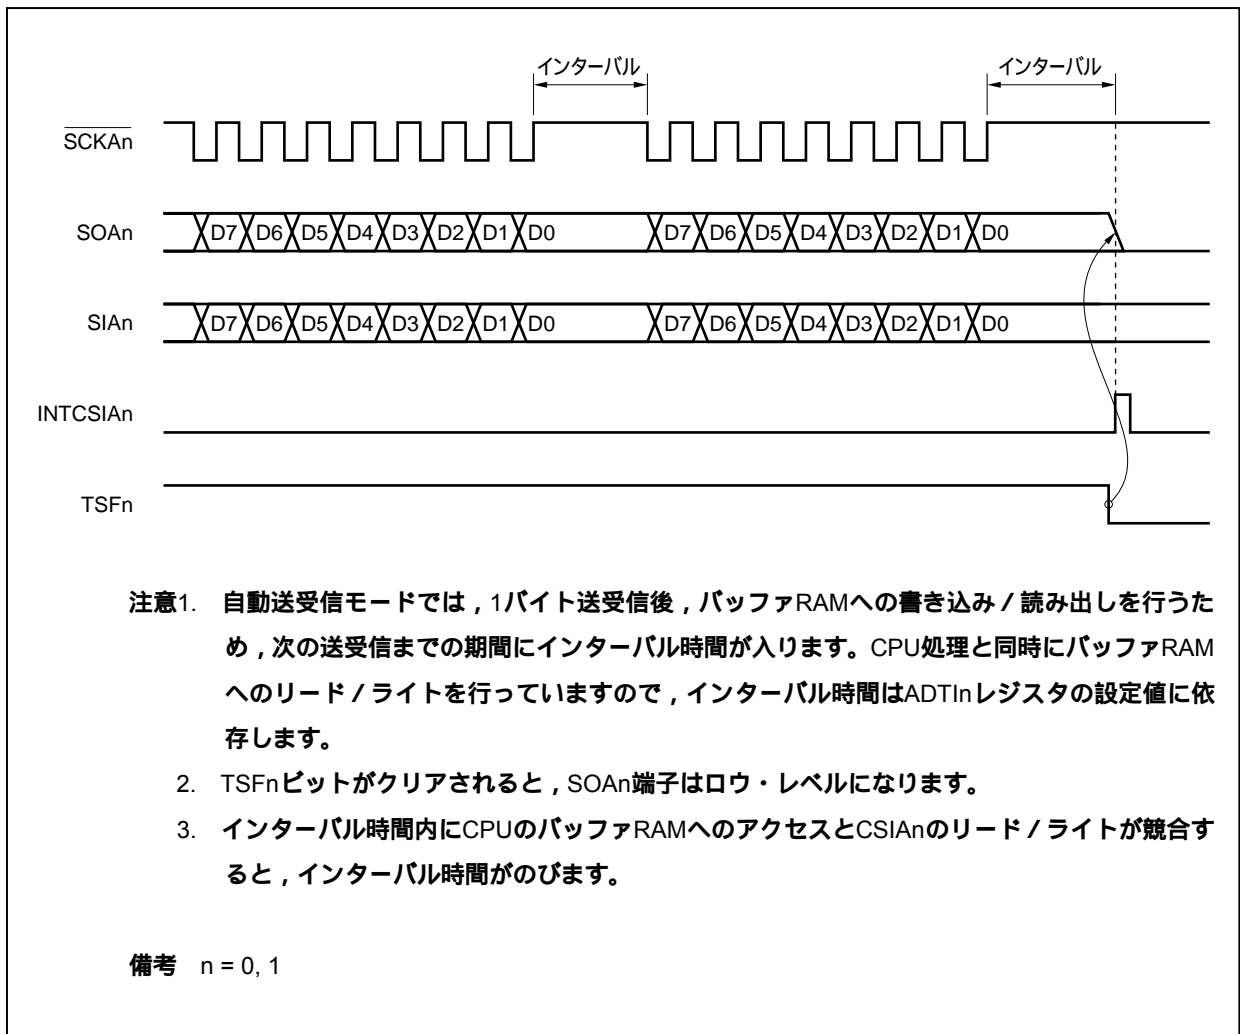 インターバル インターバル
SCKAn
SOAn D7 D6 D5 D4 D3 D2 D1 D0 D7 D6 D5 D4 D3 D2 D1 D0
SIAn D7 D6 D5 D4 D3 D2 D1 D0 D7 D6 D5 D4 D3 D2 D1 D0
INTCSIAn
TSFn
注意1. 自動送受信モードでは，1バイト送受信後，バッファRAMへの書き込み／読み出しを行うた
め，次の送受信までの期間にインターバル時間が入ります。CPU処理と同時にバッファRAM
へのリード／ライトを行っていますので，インターバル時間はADTInレジスタの設定値に依
存します。
2. TSFnビットがクリアされると，SOAn端子はロウ・レベルになります。
3. インターバル時間内にCPUのバッファRAMへのアクセスとCSIAnのリード／ライトが競合す
ると，インターバル時間がのびます。
備考 n = 0, 1